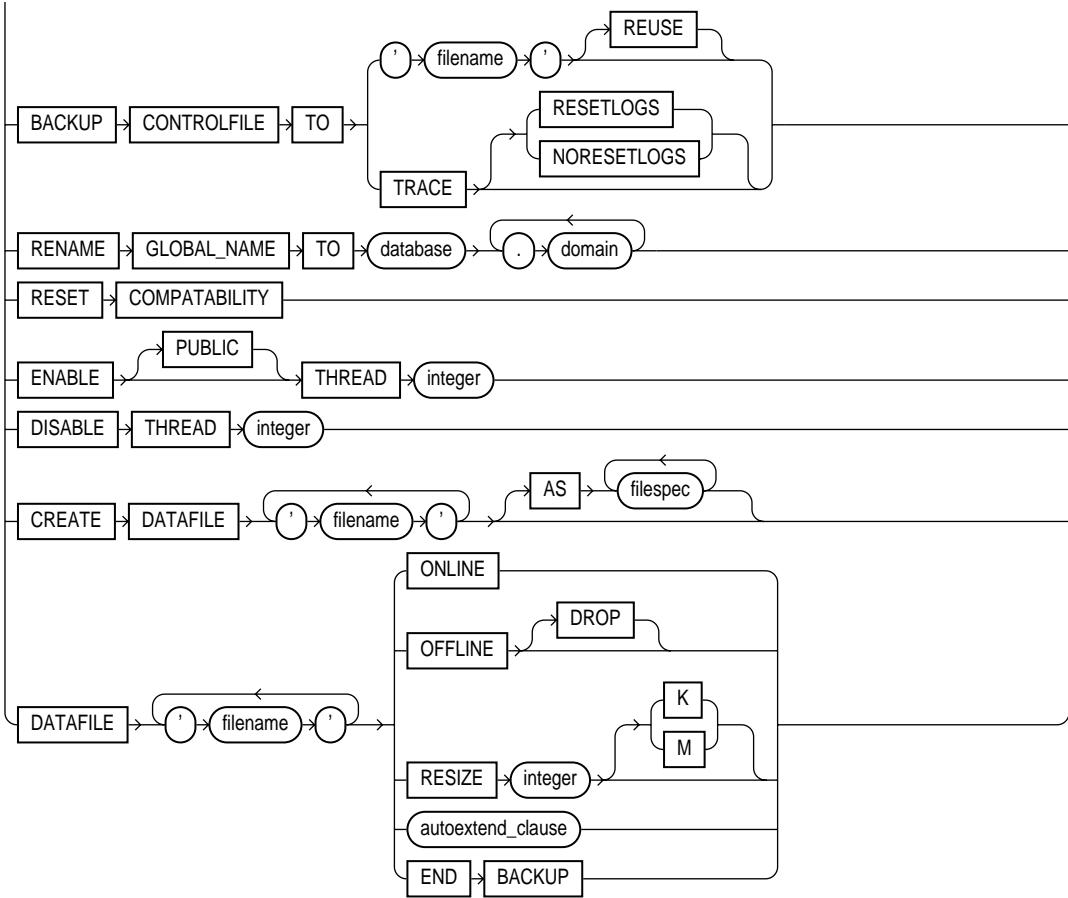 ' filename ' REUSE
BACKUP CONTROLFILE TO
RESETLOGS
NORESETLOGS
TRACE
RENAME GLOBAL_NAME TO database . domain
RESET COMPATABILITY
PUBLIC
ENABLE THREAD integer
DISABLE THREAD integer
AS filespec
CREATE DATAFILE ' filename '
ONLINE
DROP
OFFLINE
DATAFILE ' filename '
K
M
RESIZE integer
autoextend_clause
END BACKUP